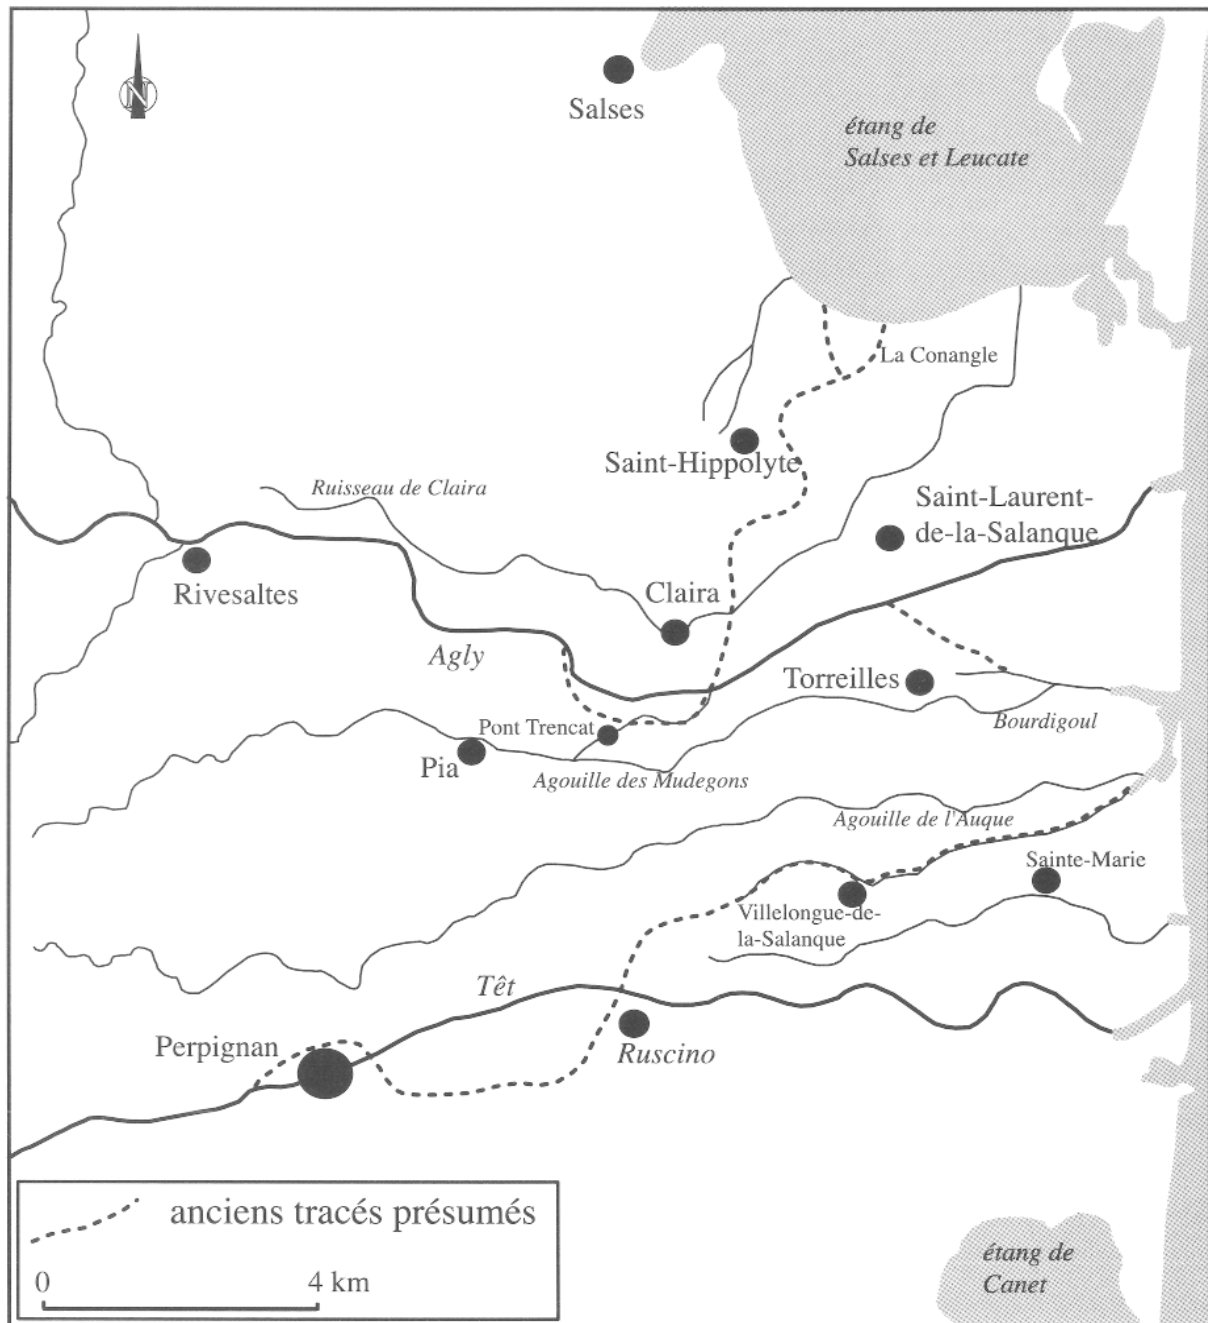 N
Salses
étang de
Salses et Leucate
La Conangle
Saint-Hippolyte
Ruisseau de Claira
Saint-Laurent-
de-la-Salanque
Rivesaltes
Claira
Agly
Torreilles
Pont Trencat
Bourdigoul
Pia
Agouille des Mudegons
Agouille de l'Auque
Sainte-Marie
Villelongue-de-
la-Salanque
Têt
Perpignan
Ruscino
anciens tracés présumés
0
4 km
étang de
Canet